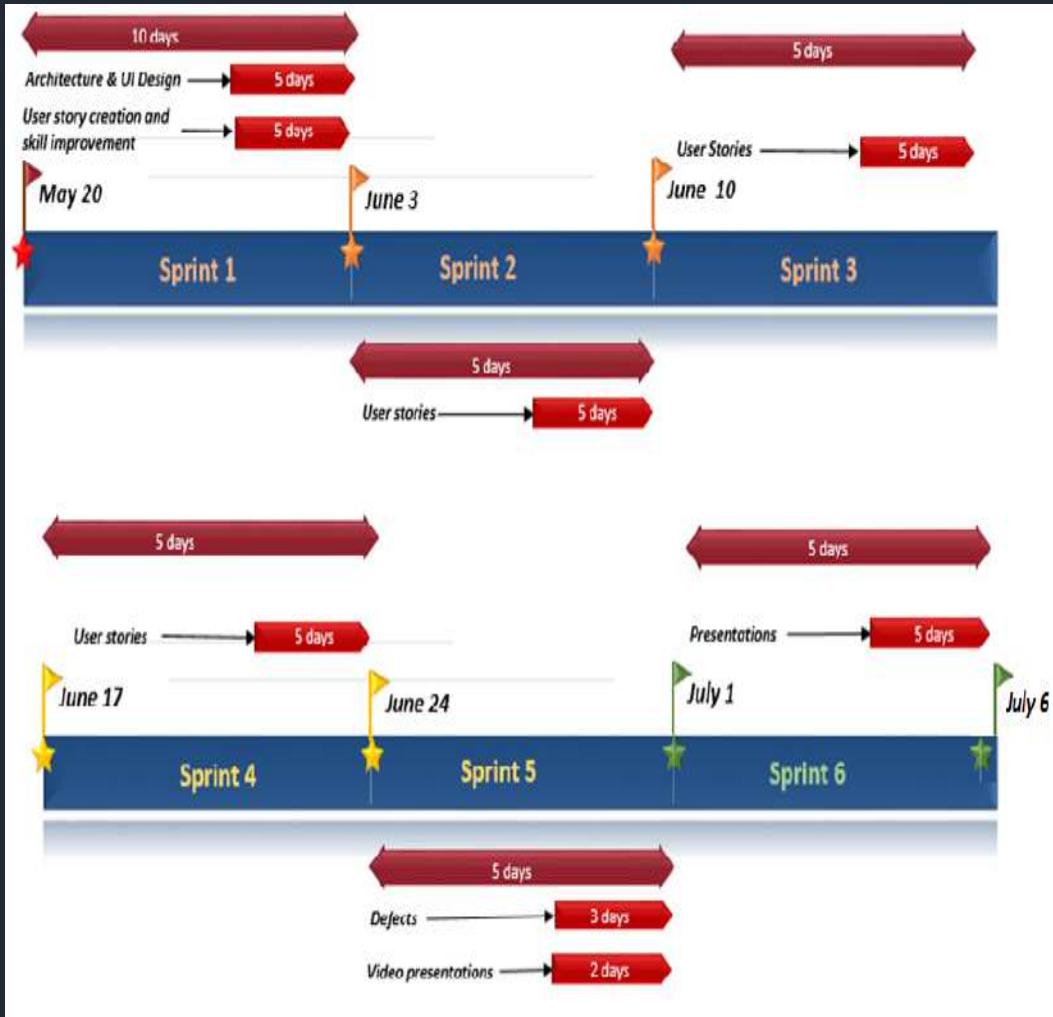 10 days
5 days
Architecture & UI Design
5 days
User story creation and
skill improvement
5 days
User Stories
5 days
May 20
June 3
June 10
Sprint 1
Sprint 2
Sprint 3
5 days
User stories
5 days
5 days
5 days
User stories
5 days
Presentations
5 days
June 17
June 24
July 1
July 6
Sprint 4
Sprint 5
Sprint 6
5 days
Defects
3 days
Video presentations
2 days